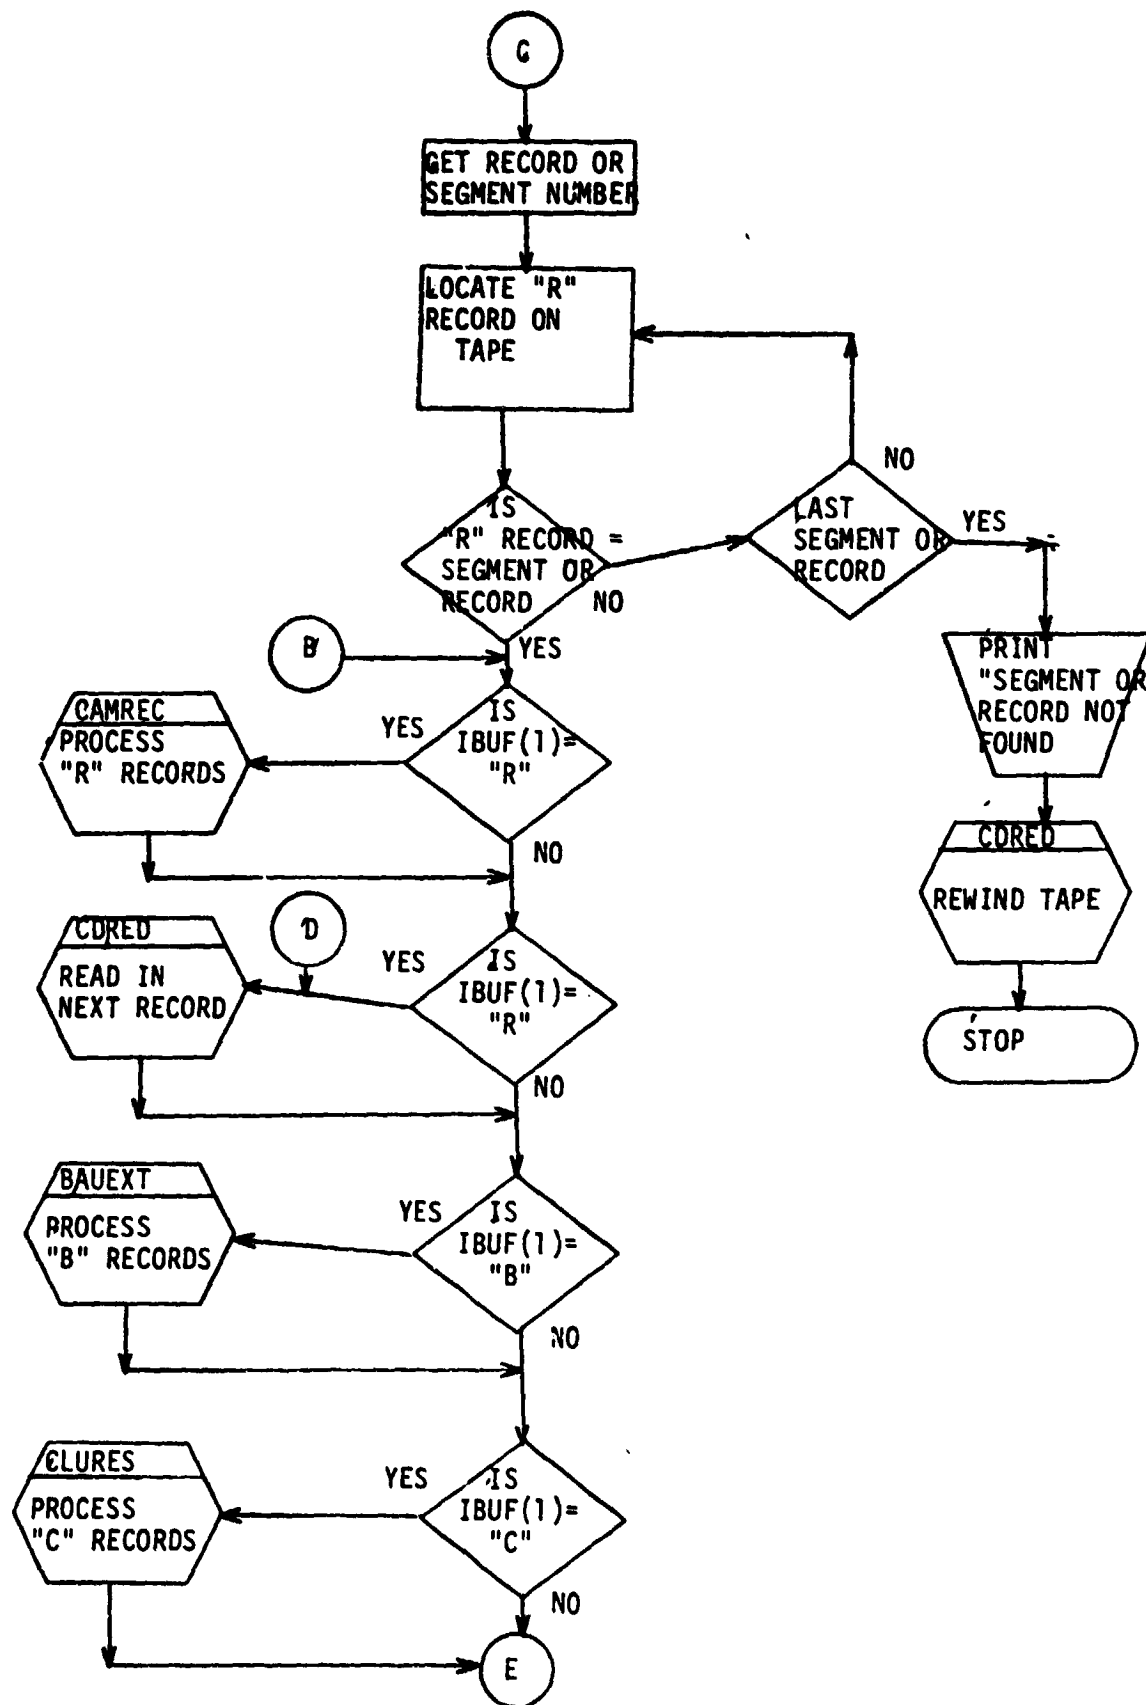 G
GET RECORD OR
SEGMENT NUMBER
LOCATE "R"
RECORD ON
TAPE
IS
"R" RECORD =
SEGMENT OR
RECORD
NO
YES
LAST
SEGMENT OR
RECORD
NO
YES
PRINT
"SEGMENT OR
RECORD NOT
FOUND
CDRED
REWIND TAPE
STOP
B
IS
IBUF(1)=
"R"
YES
NO
CAMREC
PROCESS
"R" RECORDS
D
IS
IBUF(1)=
"R"
YES
NO
CDRED
READ IN
NEXT RECORD
IS
IBUF(1)=
"B"
YES
NO
BAUEXT
PROCESS
"B" RECORDS
IS
IBUF(1)=
"C"
YES
NO
CLURES
PROCESS
"C" RECORDS
E